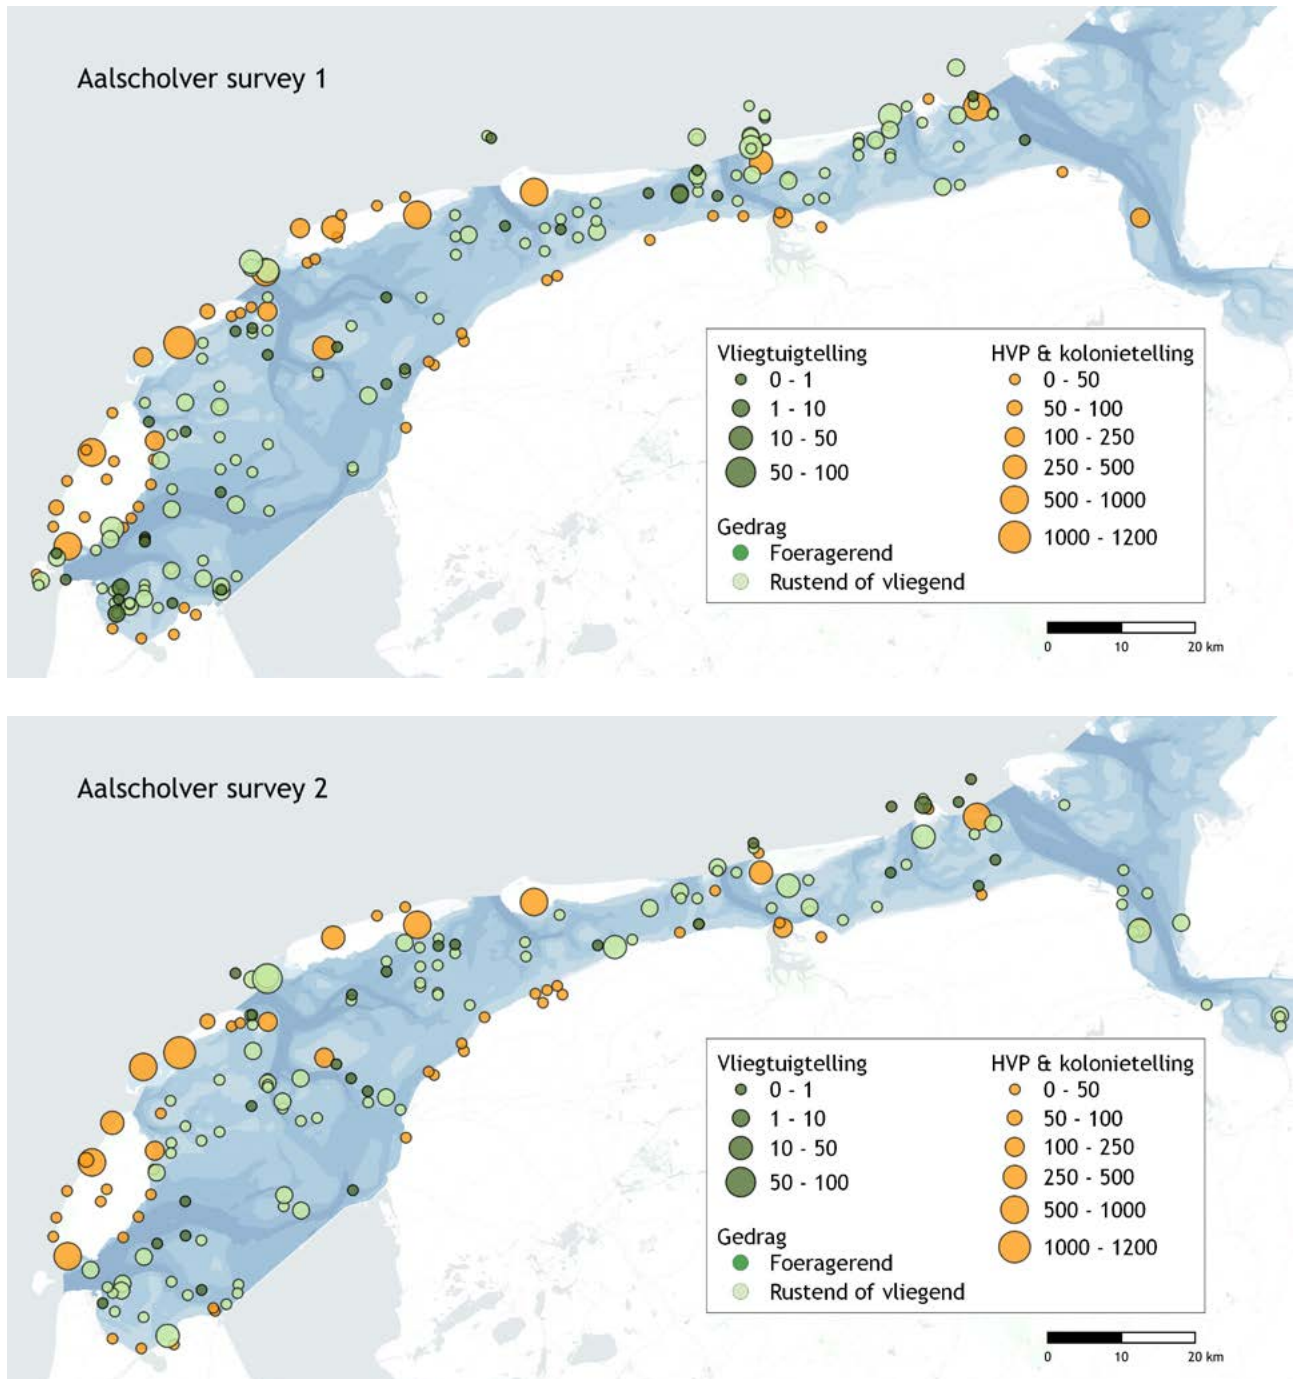 Aalscholver survey 1
Vliegtuigtelling
0 - 1
1 - 10
10 - 50
50 - 100
Gedrag
Foeragerend
Rustend of vliegend
HVP & kolonietelling
0 - 50
50 - 100
100 - 250
250 - 500
500 - 1000
1000 - 1200
0 10 20 km
Aalscholver survey 2
Vliegtuigtelling
0 - 1
1 - 10
10 - 50
50 - 100
Gedrag
Foeragerend
Rustend of vliegend
HVP & kolonietelling
0 - 50
50 - 100
100 - 250
250 - 500
500 - 1000
1000 - 1200
0 10 20 km